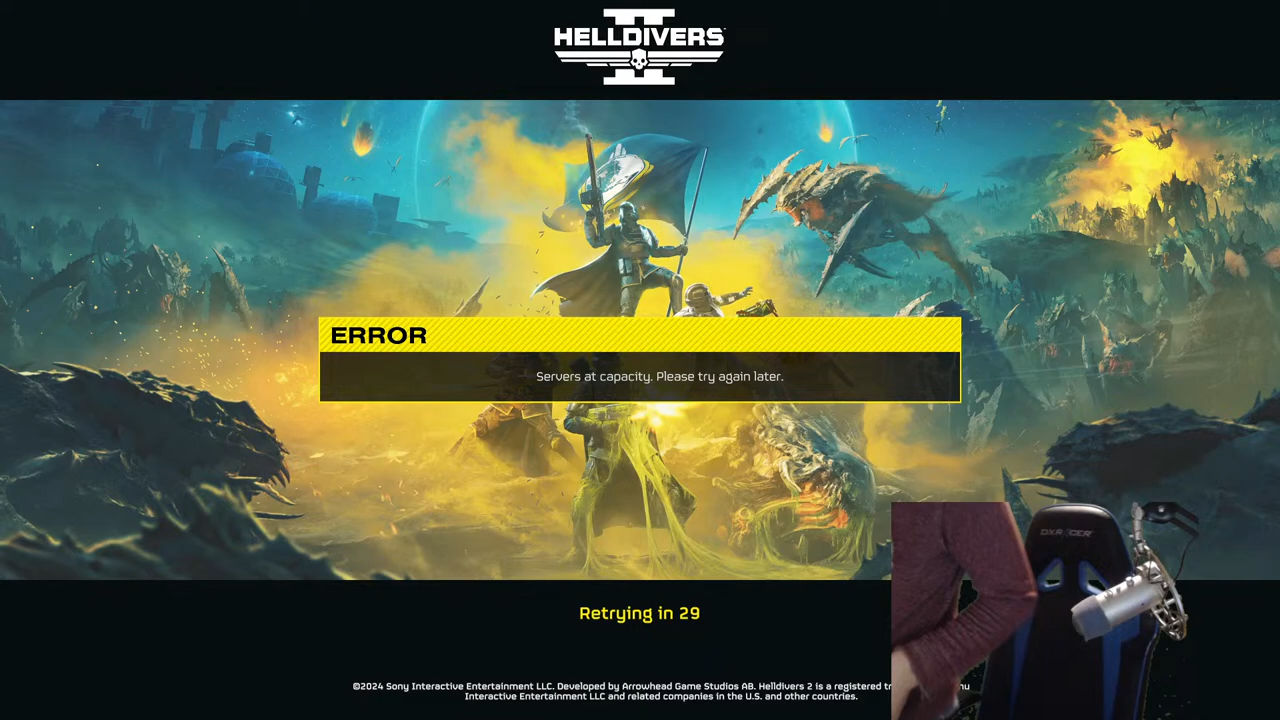 HELLDIVERS
II
ERROR
Servers at capacity. Please try again later.
Retrying in 29
©2024 Sony Interactive Entertainment LLC. Developed by Arrowhead Game Studios AB. Helldivers 2 is a registered
Interactive Entertainment LLC and related companies in the U.S. and other countries.
DXRACER